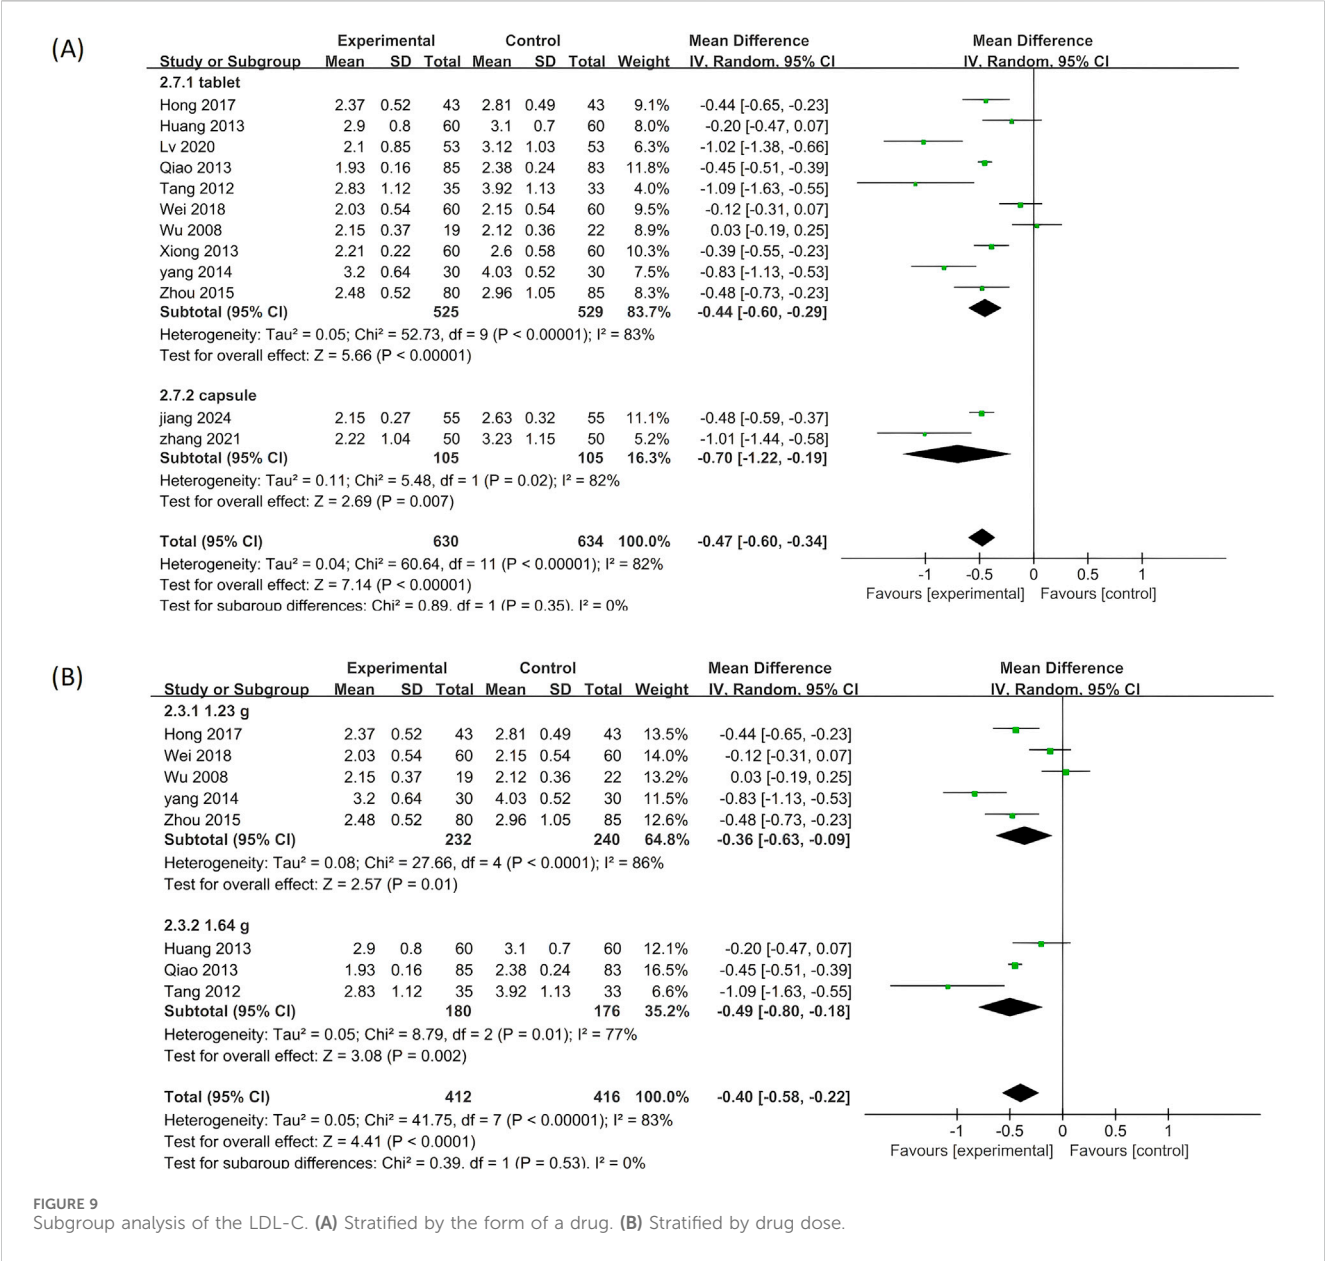 (A)
Experimental Control Mean Difference Mean Difference
Study or Subgroup Mean SD Total Mean SD Total Weight IV, Random, 95% CI IV, Random, 95% CI
2.7.1 tablet
Hong 2017 2.37 0.52 43 2.81 0.49 43 9.1% -0.44 [-0.65, -0.23]
Huang 2013 2.9 0.8 60 3.1 0.7 60 8.0% -0.20 [-0.47, 0.07]
Lv 2020 2.1 0.85 53 3.12 1.03 53 6.3% -1.02 [-1.38, -0.66]
Qiao 2013 1.93 0.16 85 2.38 0.24 83 11.8% -0.45 [-0.51, -0.39]
Tang 2012 2.83 1.12 35 3.92 1.13 33 4.0% -1.09 [-1.63, -0.55]
Wei 2018 2.03 0.54 60 2.15 0.54 60 9.5% -0.12 [-0.31, 0.07]
Wu 2008 2.15 0.37 19 2.12 0.36 22 8.9% 0.03 [-0.19, 0.25]
Xiong 2013 2.21 0.22 60 2.6 0.58 60 10.3% -0.39 [-0.55, -0.23]
yang 2014 3.2 0.64 30 4.03 0.52 30 7.5% -0.83 [-1.13, -0.53]
Zhou 2015 2.48 0.52 80 2.96 1.05 85 8.3% -0.48 [-0.73, -0.23]
Subtotal (95% CI) 525 529 83.7% -0.44 [-0.60, -0.29]
Heterogeneity: Tau² = 0.05; Chi² = 52.73, df = 9 (P < 0.00001); I² = 83%
Test for overall effect: Z = 5.66 (P < 0.00001)
2.7.2 capsule
jiang 2024 2.15 0.27 55 2.63 0.32 55 11.1% -0.48 [-0.59, -0.37]
zhang 2021 2.22 1.04 50 3.23 1.15 50 5.2% -1.01 [-1.44, -0.58]
Subtotal (95% CI) 105 105 16.3% -0.70 [-1.22, -0.19]
Heterogeneity: Tau² = 0.11; Chi² = 5.48, df = 1 (P = 0.02); I² = 82%
Test for overall effect: Z = 2.69 (P = 0.007)
Total (95% CI) 630 634 100.0% -0.47 [-0.60, -0.34]
Heterogeneity: Tau² = 0.04; Chi² = 60.64, df = 11 (P < 0.00001); I² = 82%
Test for overall effect: Z = 7.14 (P < 0.00001)
Test for subgroup differences: Chi² = 0.89, df = 1 (P = 0.35), I² = 0%
-1 -0.5 0 0.5 1
Favours [experimental] Favours [control]
(B)
Experimental Control Mean Difference Mean Difference
Study or Subgroup Mean SD Total Mean SD Total Weight IV, Random, 95% CI IV, Random, 95% CI
2.3.1 1.23 g
Hong 2017 2.37 0.52 43 2.81 0.49 43 13.5% -0.44 [-0.65, -0.23]
Wei 2018 2.03 0.54 60 2.15 0.54 60 14.0% -0.12 [-0.31, 0.07]
Wu 2008 2.15 0.37 19 2.12 0.36 22 13.2% 0.03 [-0.19, 0.25]
yang 2014 3.2 0.64 30 4.03 0.52 30 11.5% -0.83 [-1.13, -0.53]
Zhou 2015 2.48 0.52 80 2.96 1.05 85 12.6% -0.48 [-0.73, -0.23]
Subtotal (95% CI) 232 240 64.8% -0.36 [-0.63, -0.09]
Heterogeneity: Tau² = 0.08; Chi² = 27.66, df = 4 (P < 0.0001); I² = 86%
Test for overall effect: Z = 2.57 (P = 0.01)
2.3.2 1.64 g
Huang 2013 2.9 0.8 60 3.1 0.7 60 12.1% -0.20 [-0.47, 0.07]
Qiao 2013 1.93 0.16 85 2.38 0.24 83 16.5% -0.45 [-0.51, -0.39]
Tang 2012 2.83 1.12 35 3.92 1.13 33 6.6% -1.09 [-1.63, -0.55]
Subtotal (95% CI) 180 176 35.2% -0.49 [-0.80, -0.18]
Heterogeneity: Tau² = 0.05; Chi² = 8.79, df = 2 (P = 0.01); I² = 77%
Test for overall effect: Z = 3.08 (P = 0.002)
Total (95% CI) 412 416 100.0% -0.40 [-0.58, -0.22]
Heterogeneity: Tau² = 0.05; Chi² = 41.75, df = 7 (P < 0.00001); I² = 83%
Test for overall effect: Z = 4.41 (P < 0.0001)
Test for subgroup differences: Chi² = 0.39, df = 1 (P = 0.53), I² = 0%
-1 -0.5 0 0.5 1
Favours [experimental] Favours [control]
FIGURE 9
Subgroup analysis of the LDL-C. (A) Stratified by the form of a drug. (B) Stratified by drug dose.